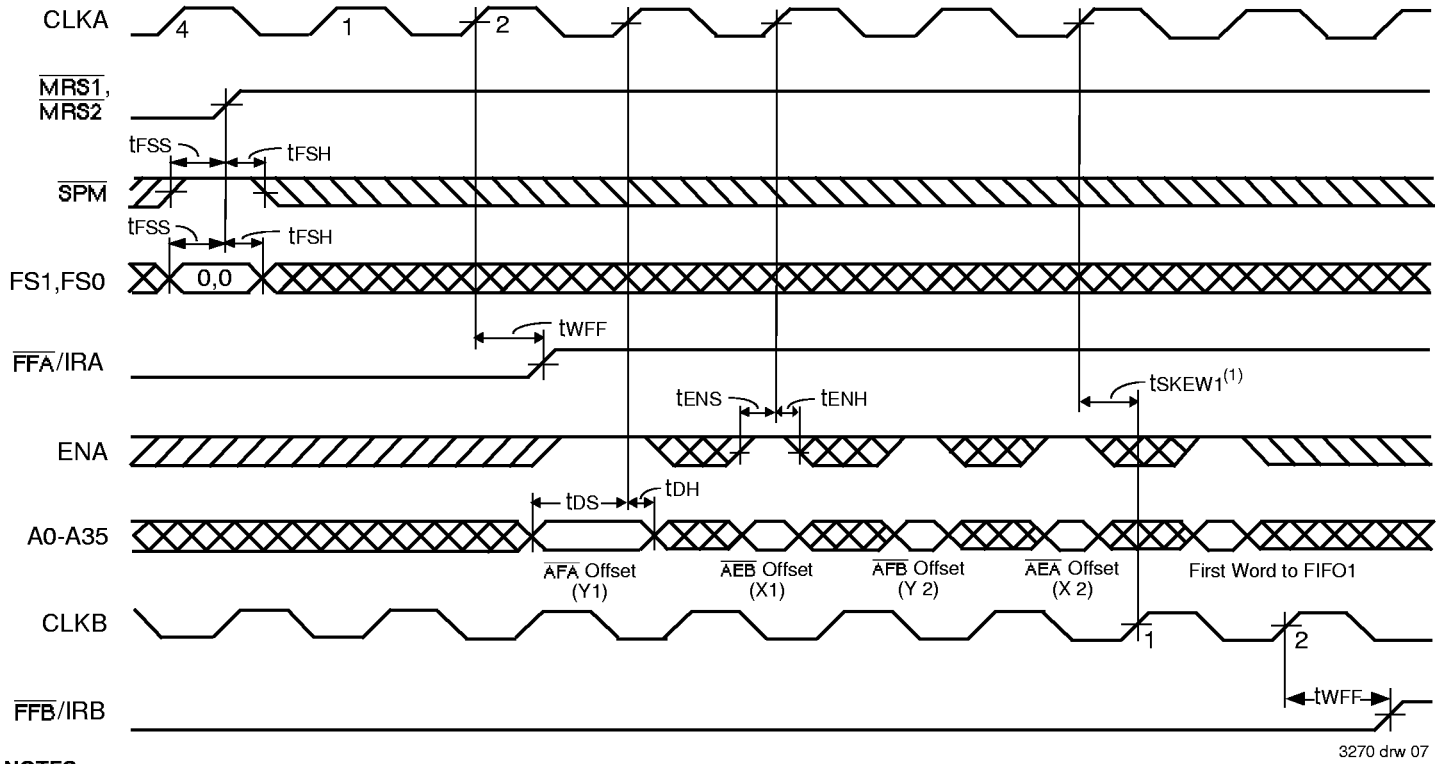 CLKA 4 1 2
MRS1,
MRS2
tFSS tFSH
SPM
tFSS tFSH
FS1,FS0 0,0
tWFF
FFA/IRA
tSKEW1(1)
tENS tENH
ENA
tDS tDH
A0-A35
AFA Offset (Y1)
AEB Offset (X1)
AFB Offset (Y 2)
AEA Offset (X 2)
First Word to FIFO1
CLKB 1 2
tWFF
FFB/IRB
3270 drw 07